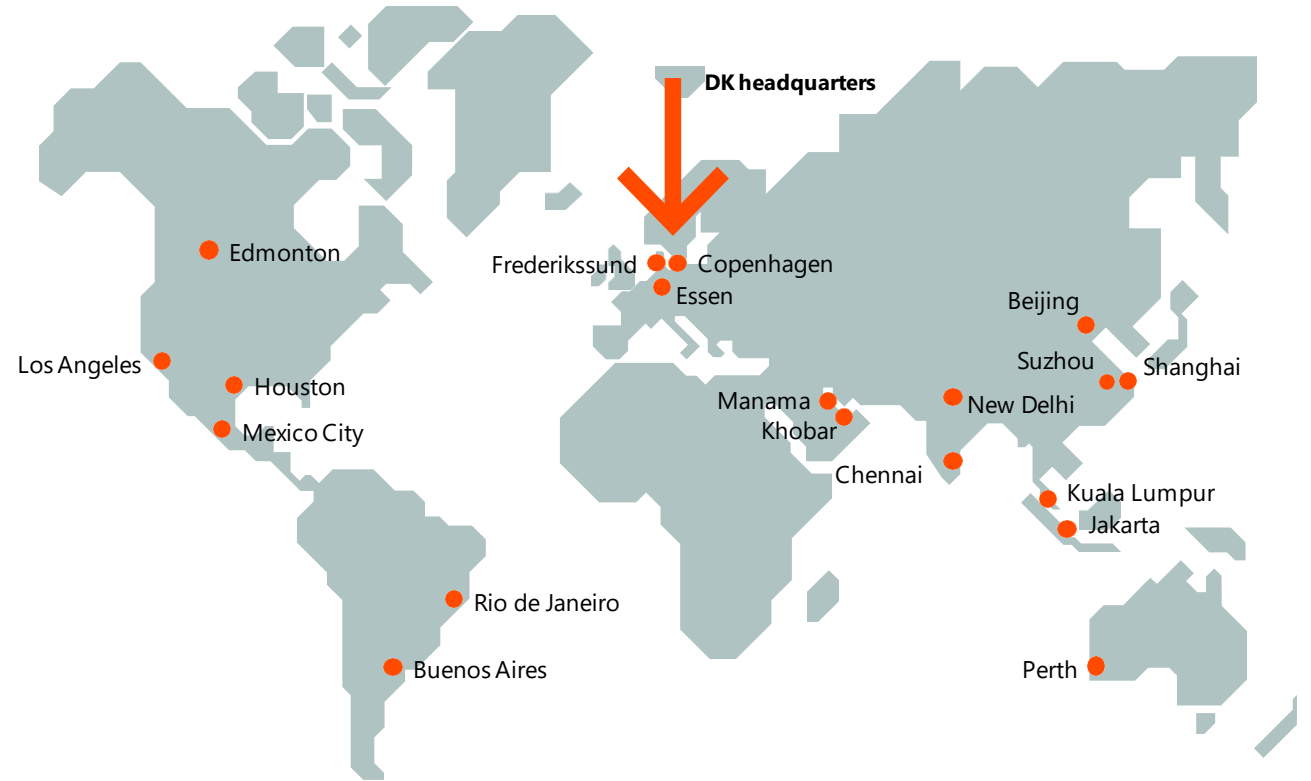 DK headquarters
Edmonton
Frederikssund
Copenhagen
Essen
Beijing
Los Angeles
Houston
Suzhou
Shanghai
Manama
New Delhi
Mexico City
Khobar
Chennai
Kuala Lumpur
Jakarta
Rio de Janeiro
Buenos Aires
Perth